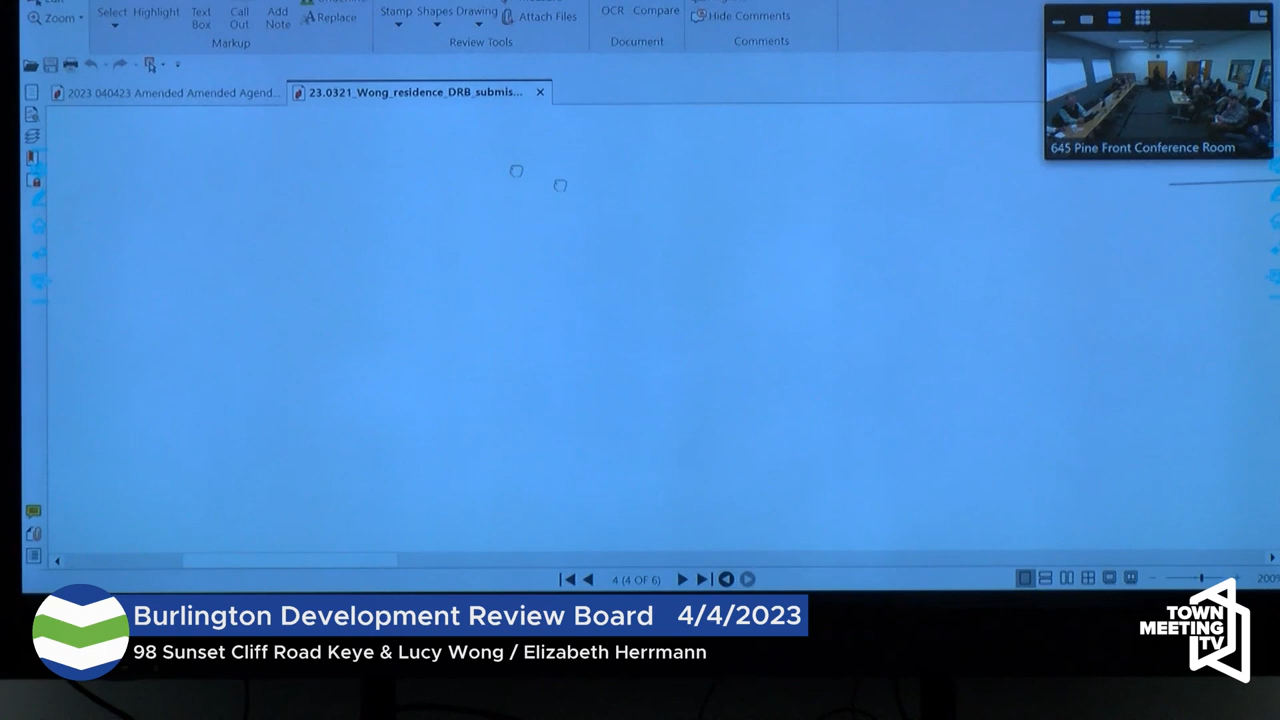 Zoom
Select
Highlight
Text
Box
Call
Out
Add
Note
Replace
Markup
Stamp
Shapes
Drawing
Attach Files
Review Tools
OCR
Compare
Document
Hide Comments
Comments
2023 040423 Amended Amended Agend...
23.0321_Wong_residence_DRB_submis...
645 Pine Front Conference Room
4 (4 OF 6)
200%
Burlington Development Review Board 4/4/2023
98 Sunset Cliff Road Keye & Lucy Wong / Elizabeth Herrmann
TOWN
MEETING
TV